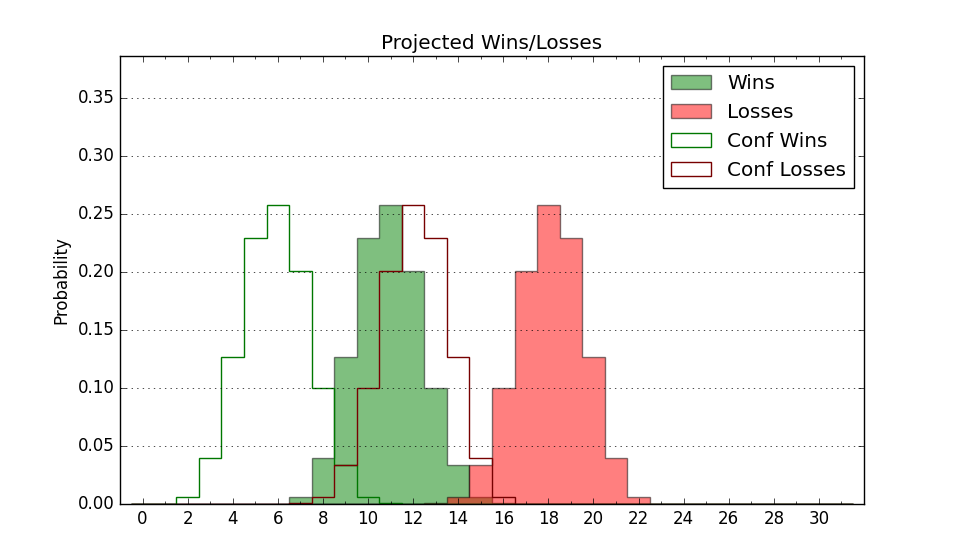 Projected Wins/Losses
Wins
Losses
Conf Wins
Conf Losses
Probability
0.35
0.30
0.25
0.20
0.15
0.10
0.05
0.00
0 2 4 6 8 10 12 14 16 18 20 22 24 26 28 30